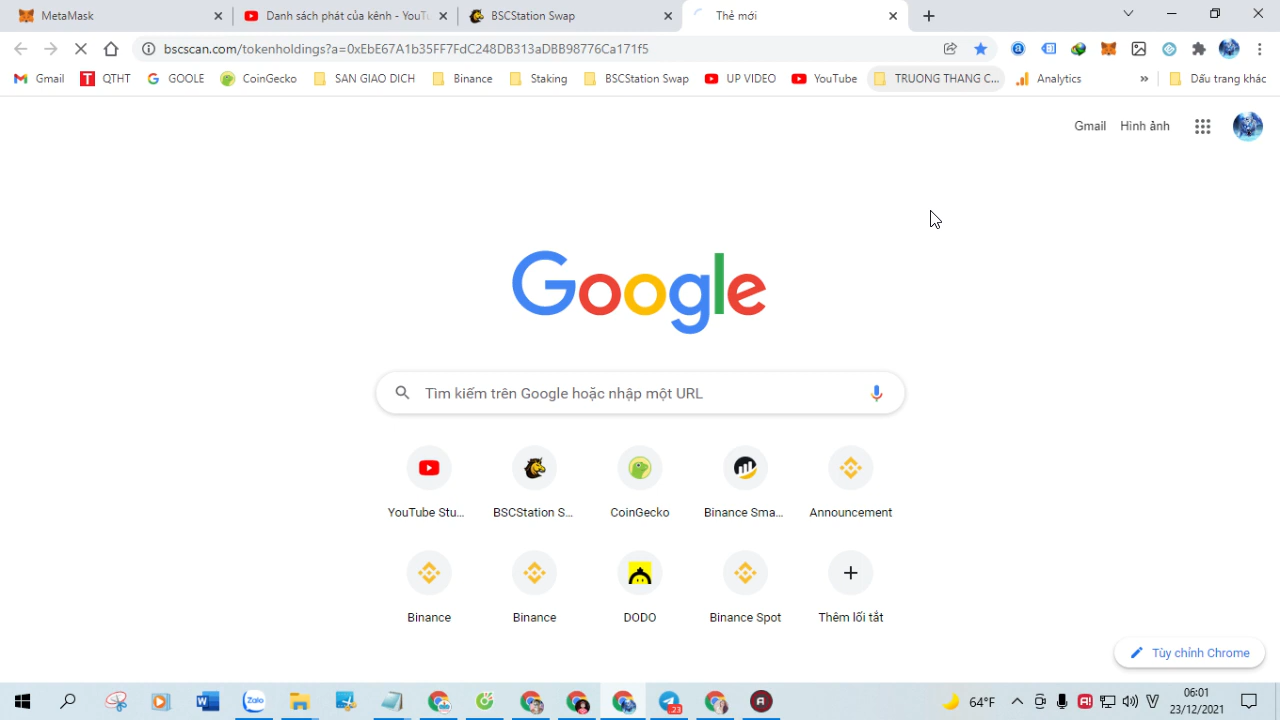 MetaMask
Danh sách phát của kênh - YouT
BSCStation Swap
Thẻ mới
bscscan.com/tokenholdings?a=0xEbE67A1b35FF7FdC248DB313aDBB98776Ca171f5
Gmail
QTHT
GOOLE
CoinGecko
SAN GIAO DICH
Binance
Staking
BSCStation Swap
UP VIDEO
YouTube
TRUONG THANG C...
Analytics
»
Dấu trang khác
Gmail
Hình ảnh
Google
Tìm kiếm trên Google hoặc nhập một URL
YouTube Stu...
BSCStation S...
CoinGecko
Binance Sma...
Announcement
Binance
Binance
DODO
Binance Spot
Thêm lối tắt
Tùy chỉnh Chrome
Zalo
23
64°F
06:01
23/12/2021